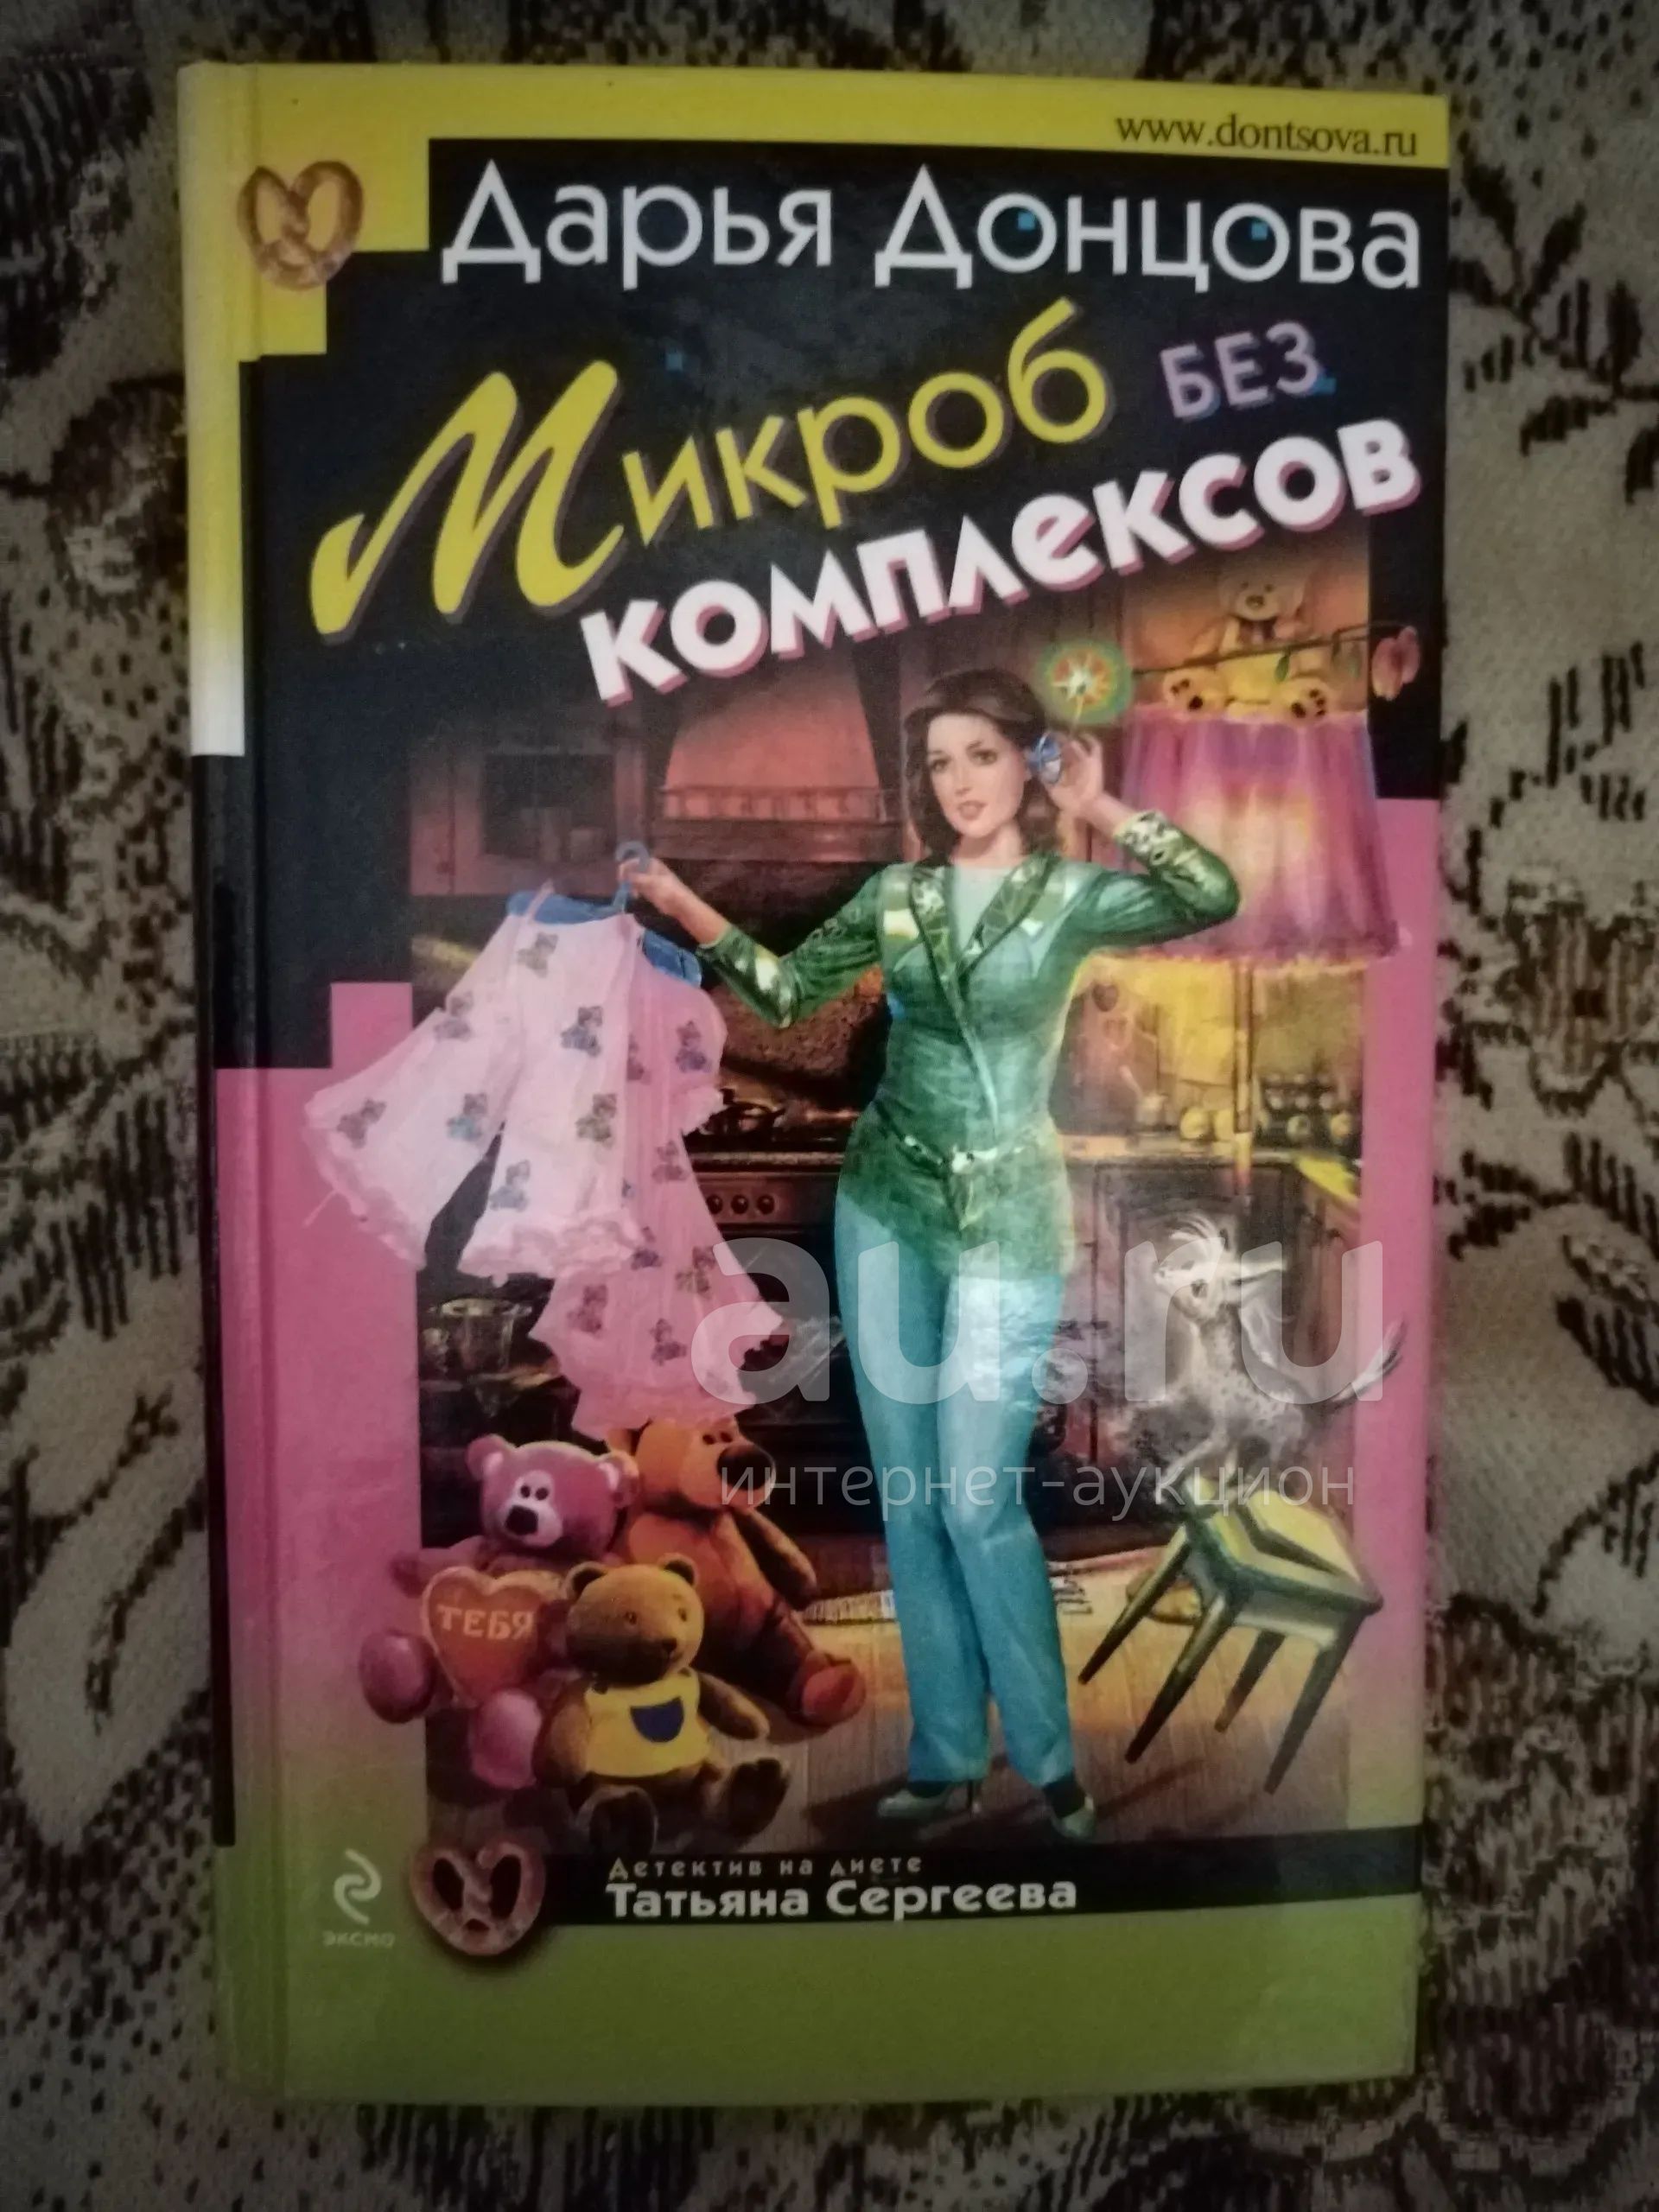 www.dontsova.ru
Дарья Донцова
Микроб без
комплексов
au.ru
интернет-аукцион
ТЕБЯ
Детектив на диете
Татьяна Сергеева
эксмо